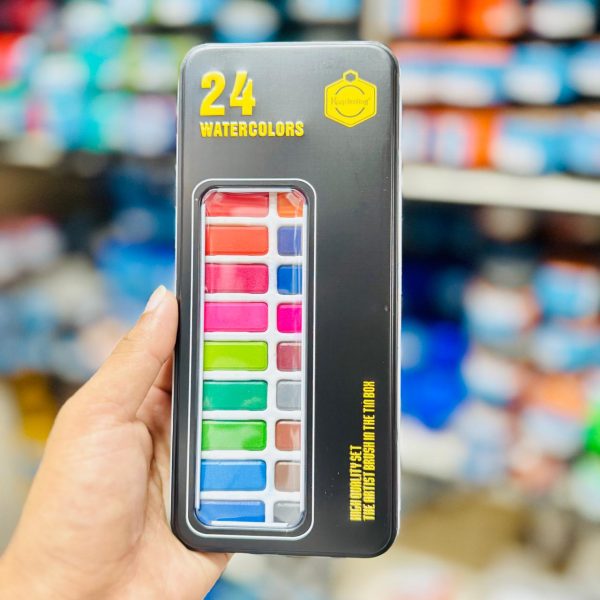 24
WATERCOLORS
HIGH QUALITY SET
THE ARTIST BRUSH IN THE TIN BOX